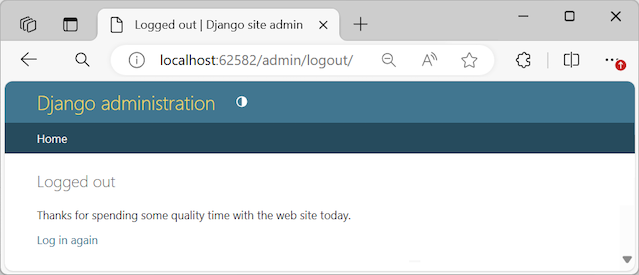 Logged out | Django site admin
localhost:62582/admin/logout/
Django administration
Home
Logged out
Thanks for spending some quality time with the web site today.
Log in again